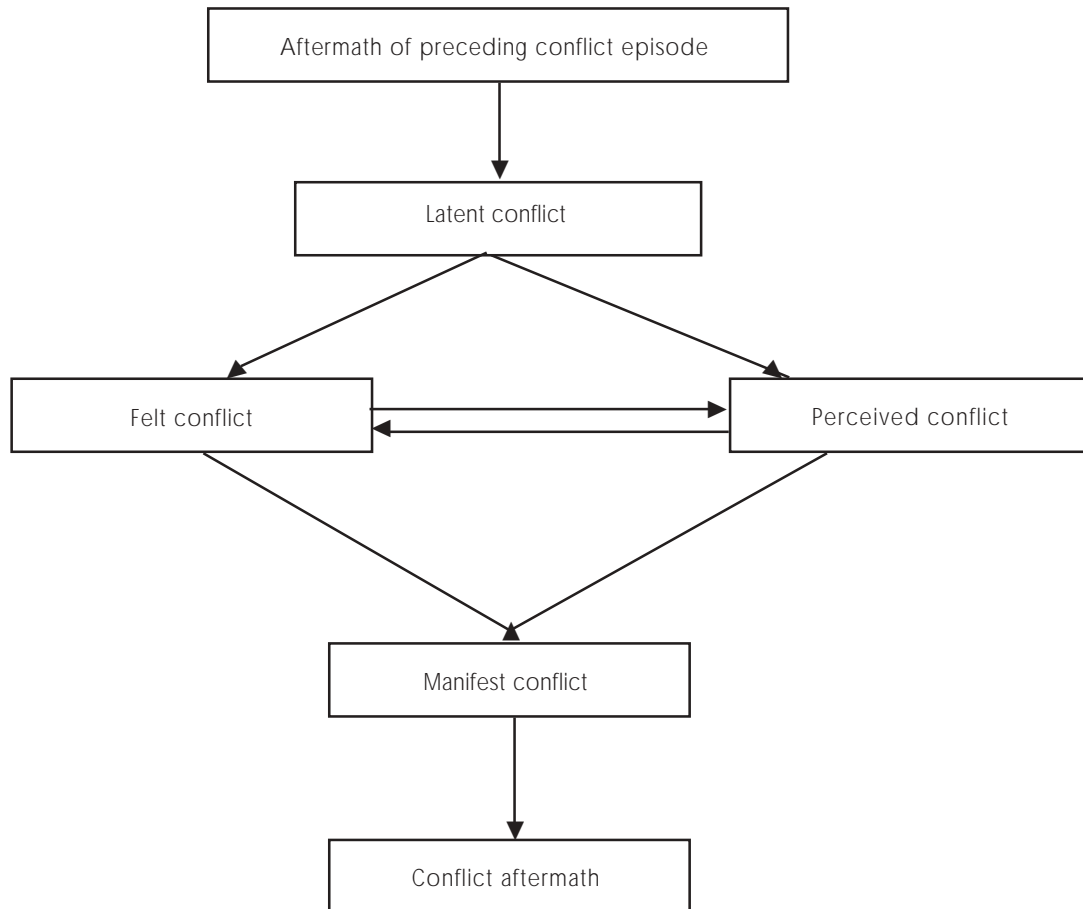 Aftermath of preceding conflict episode
Latent conflict
Felt conflict
Perceived conflict
Manifest conflict
Conflict aftermath